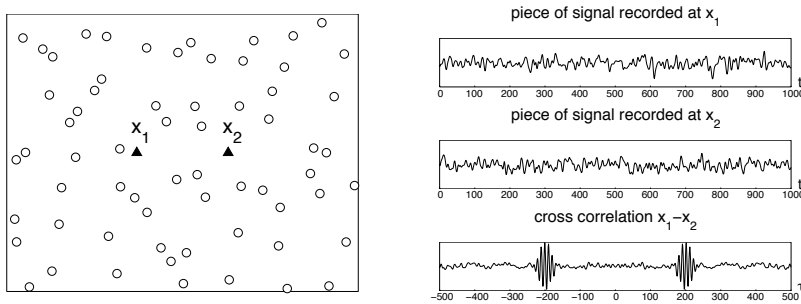 x1
x2
piece of signal recorded at x1
0 100 200 300 400 500 600 700 800 900 1000
t
piece of signal recorded at x2
0 100 200 300 400 500 600 700 800 900 1000
t
cross correlation x1−x2
−500 −400 −300 −200 −100 0 100 200 300 400 500
τ